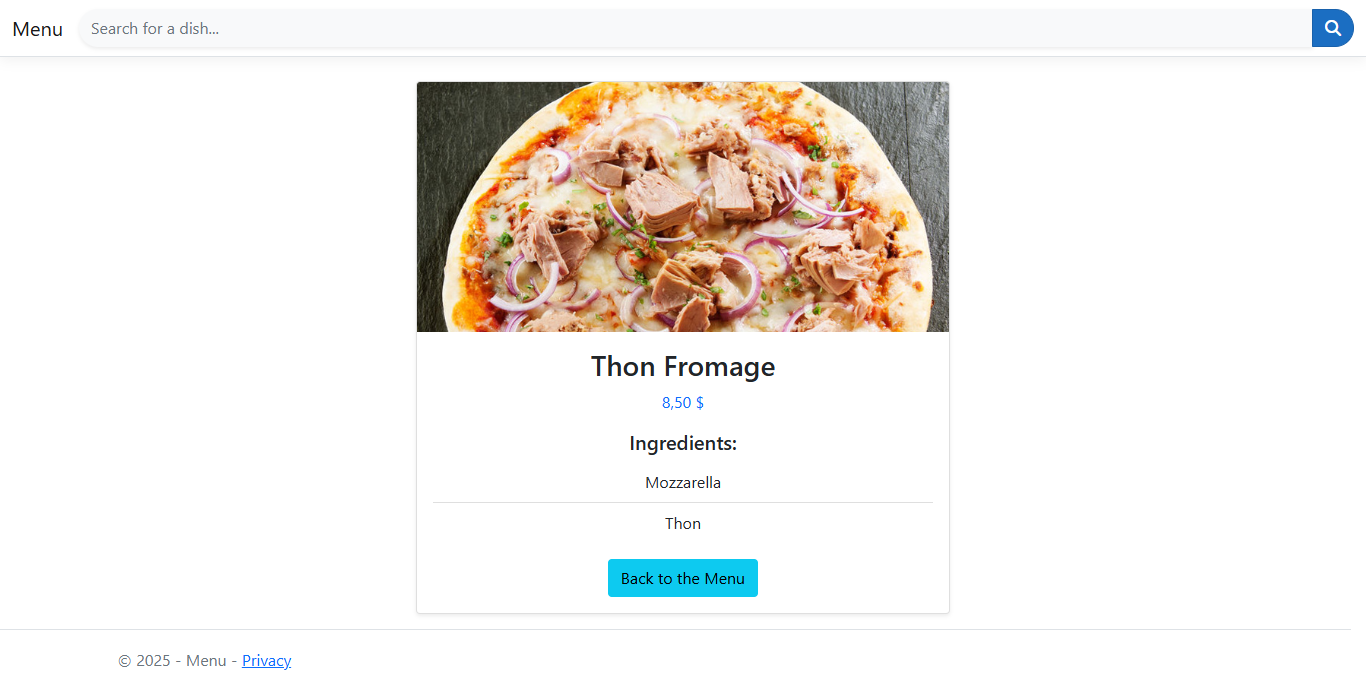 Menu
Search for a dish...
Thon Fromage
8,50 $
Ingredients:
Mozzarella
Thon
Back to the Menu
© 2025 - Menu - Privacy